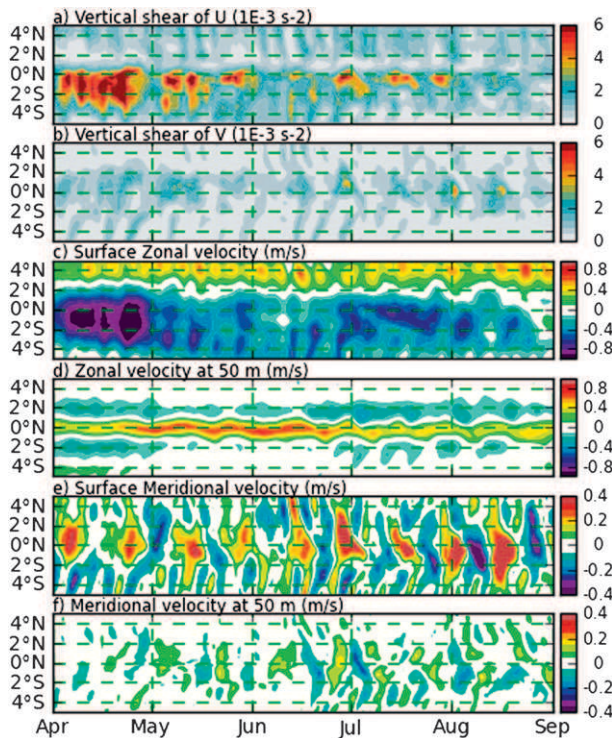 a) Vertical shear of U (1E-3 s-2)
4°N
2°N
0°N
2°S
4°S
6
4
2
0
b) Vertical shear of V (1E-3 s-2)
4°N
2°N
0°N
2°S
4°S
6
4
2
0
c) Surface Zonal velocity (m/s)
4°N
2°N
0°N
2°S
4°S
0.8
0.4
0
-0.4
-0.8
d) Zonal velocity at 50 m (m/s)
4°N
2°N
0°N
2°S
4°S
0.8
0.4
0
-0.4
-0.8
e) Surface Meridional velocity (m/s)
4°N
2°N
0°N
2°S
4°S
0.4
0.2
0
-0.2
-0.4
f) Meridional velocity at 50 m (m/s)
4°N
2°N
0°N
2°S
4°S
0.4
0.2
0
-0.2
-0.4
Apr May Jun Jul Aug Sep